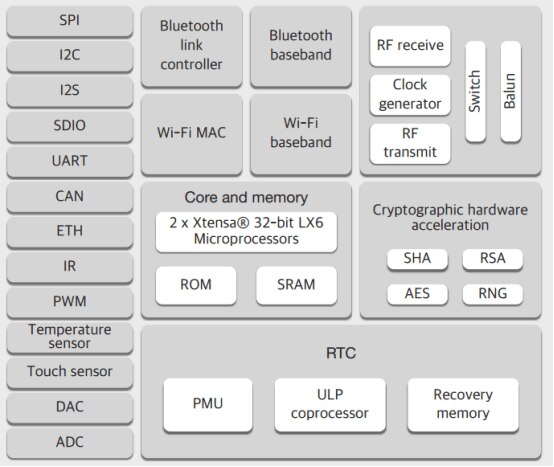 SPI
I2C
I2S
SDIO
UART
CAN
ETH
IR
PWM
Temperature
sensor
Touch sensor
DAC
ADC
Bluetooth
link
controller
Bluetooth
baseband
Wi-Fi MAC
Wi-Fi
baseband
RF receive
Clock
generator
RF
transmit
Switch
Balun
Core and memory
2 x Xtensa® 32-bit LX6
Microprocessors
ROM
SRAM
Cryptographic hardware
acceleration
SHA
RSA
AES
RNG
RTC
PMU
ULP
coprocessor
Recovery
memory